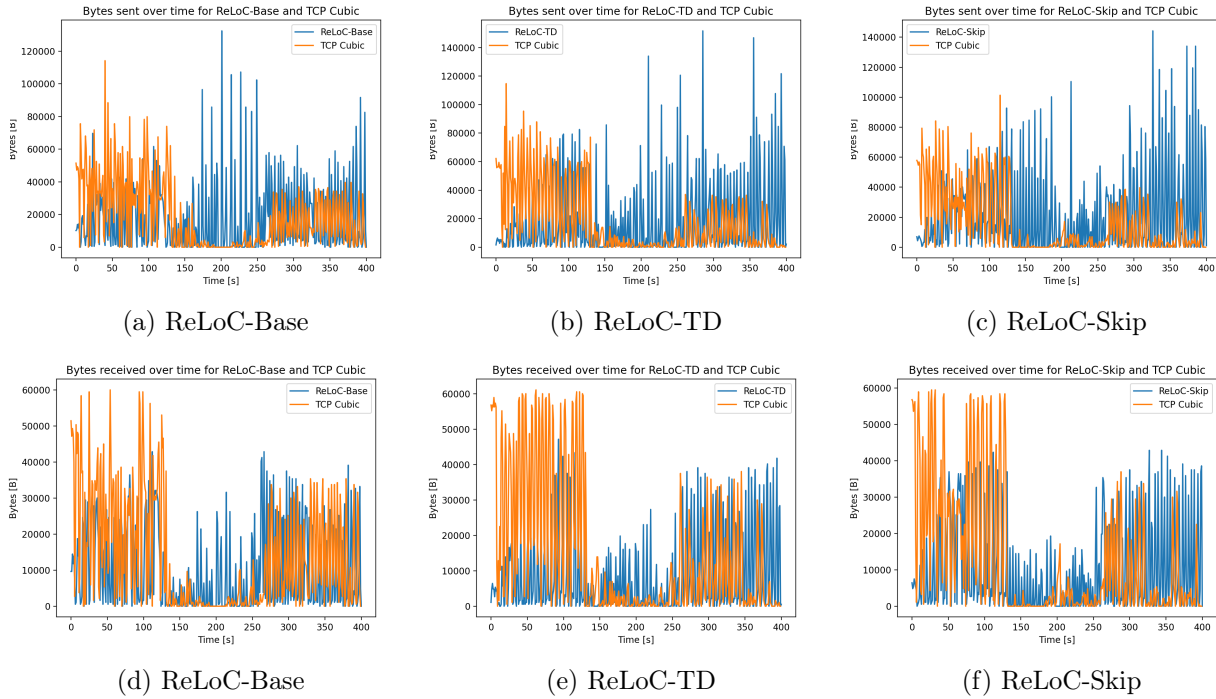 Bytes sent over time for ReLoC-Base and TCP Cubic
ReLoC-Base
TCP Cubic
120000
100000
80000
60000
40000
20000
0
Bytes [B]
0 50 100 150 200 250 300 350 400
Time [s]
(a) ReLoC-Base
Bytes sent over time for ReLoC-TD and TCP Cubic
ReLoC-TD
TCP Cubic
140000
120000
100000
80000
60000
40000
20000
0
Bytes [B]
0 50 100 150 200 250 300 350 400
Time [s]
(b) ReLoC-TD
Bytes sent over time for ReLoC-Skip and TCP Cubic
ReLoC-Skip
TCP Cubic
140000
120000
100000
80000
60000
40000
20000
0
Bytes [B]
0 50 100 150 200 250 300 350 400
Time [s]
(c) ReLoC-Skip
Bytes received over time for ReLoC-Base and TCP Cubic
ReLoC-Base
TCP Cubic
60000
50000
40000
30000
20000
10000
0
Bytes [B]
0 50 100 150 200 250 300 350 400
Time [s]
(d) ReLoC-Base
Bytes received over time for ReLoC-TD and TCP Cubic
ReLoC-TD
TCP Cubic
60000
50000
40000
30000
20000
10000
0
Bytes [B]
0 50 100 150 200 250 300 350 400
Time [s]
(e) ReLoC-TD
Bytes received over time for ReLoC-Skip and TCP Cubic
ReLoC-Skip
TCP Cubic
60000
50000
40000
30000
20000
10000
0
Bytes [B]
0 50 100 150 200 250 300 350 400
Time [s]
(f) ReLoC-Skip